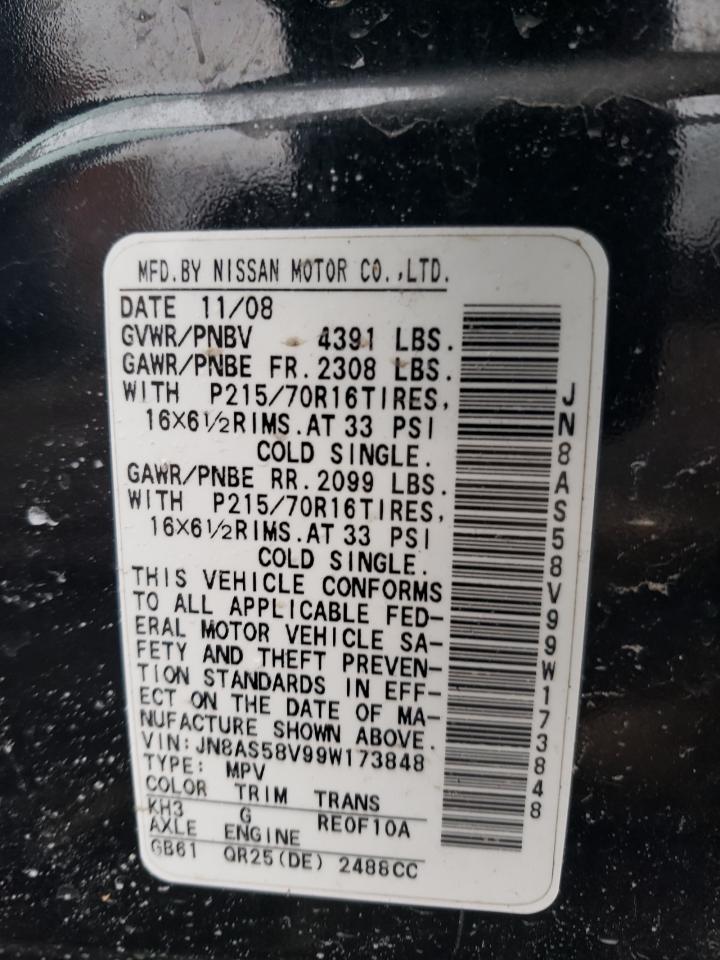 MFD.BY NISSAN MOTOR CO.,LTD.
DATE 11/08
GVWR/PNBV 4391 LBS.
GAWR/PNBE FR.2308 LBS.
WITH P215/70R16TIRES,
16X6½RIMS.AT 33 PSI
COLD SINGLE.
GAWR/PNBE RR.2099 LBS.
WITH P215/70R16TIRES,
16X6½RIMS.AT 33 PSI
COLD SINGLE.
THIS VEHICLE CONFORMS
TO ALL APPLICABLE FED-
ERAL MOTOR VEHICLE SA-
FETY AND THEFT PREVEN-
TION STANDARDS IN EFF-
ECT ON THE DATE OF MA-
NUFACTURE SHOWN ABOVE.
VIN:JN8AS58V99W173848
TYPE: MPV
COLOR TRIM TRANS
KH3 G RE0F10A
AXLE ENGINE
GB61 QR25(DE) 2488CC
JN8AS58V99W173848